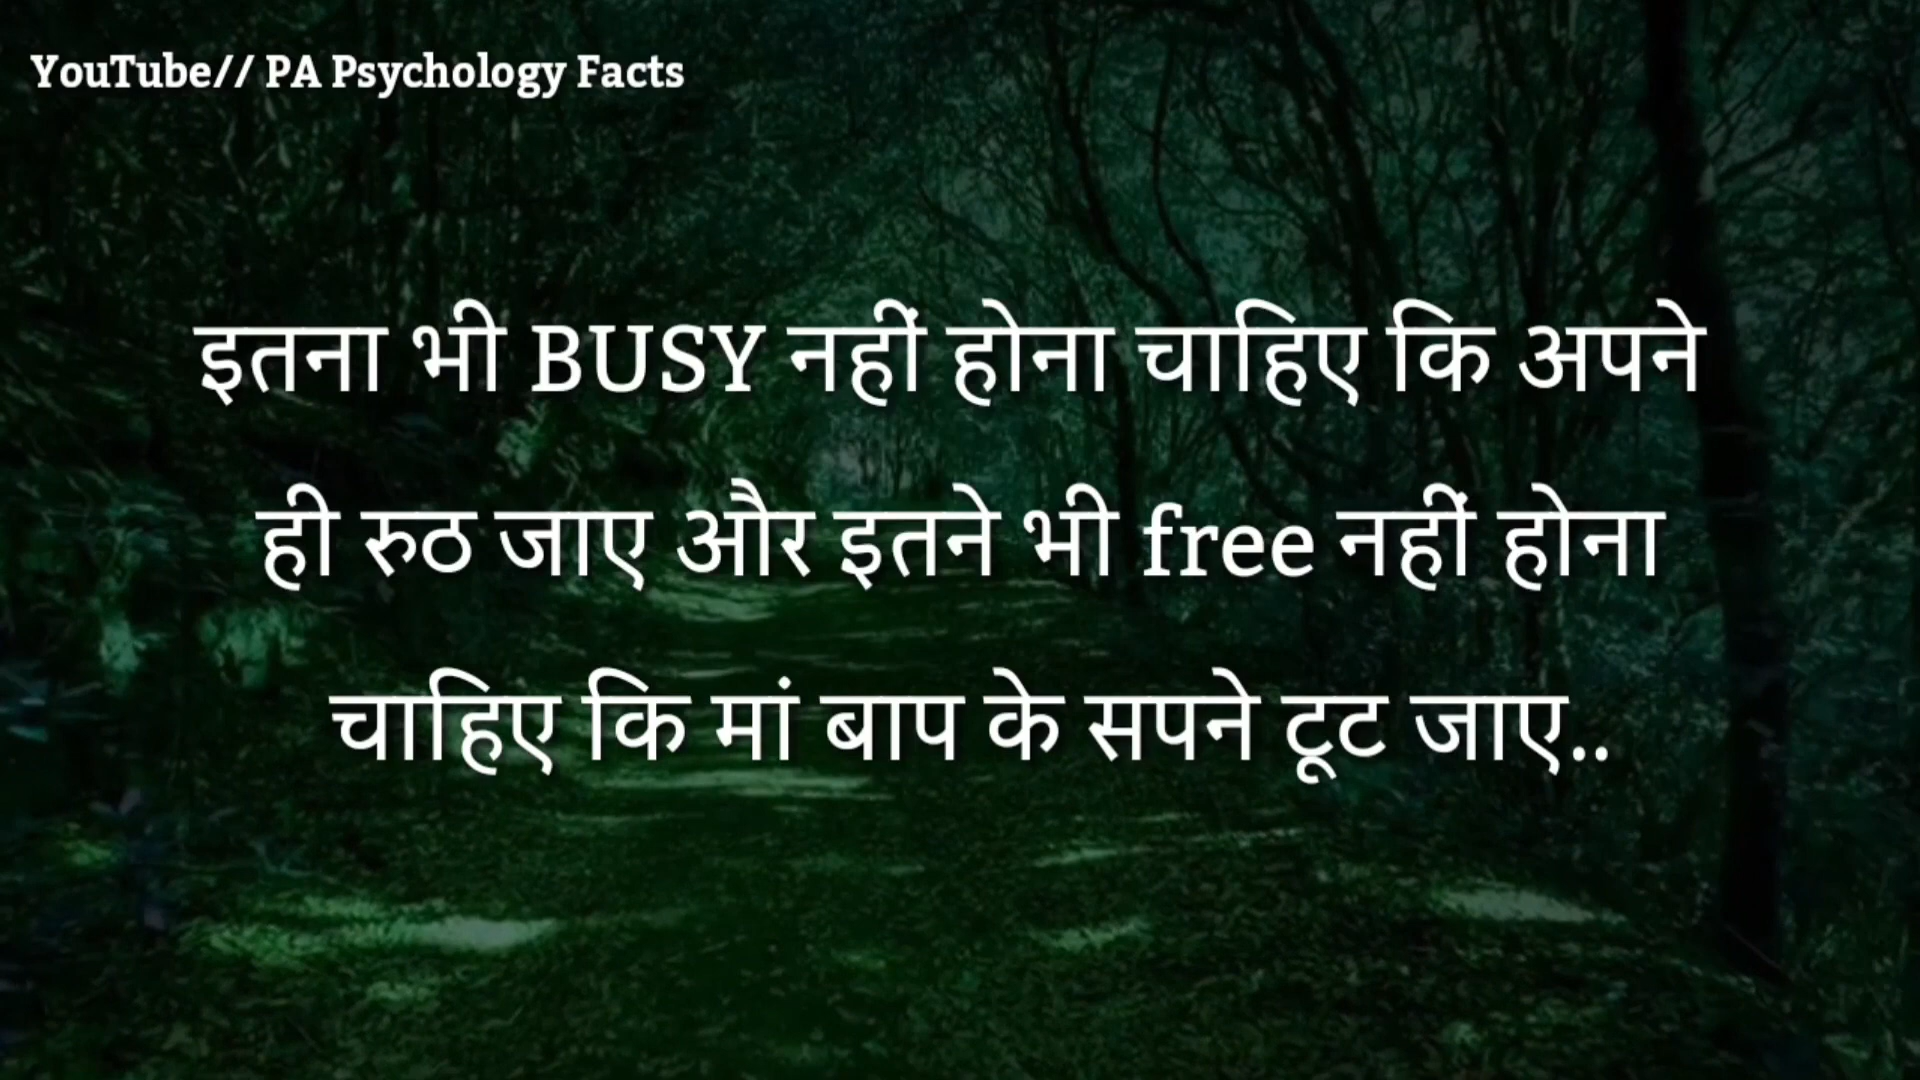 YouTube// PA Psychology Facts
इतना भी BUSY नहीं होना चाहिए कि अपने
ही रुठ जाए और इतने भी free नहीं होना
चाहिए कि मां बाप के सपने टूट जाए..